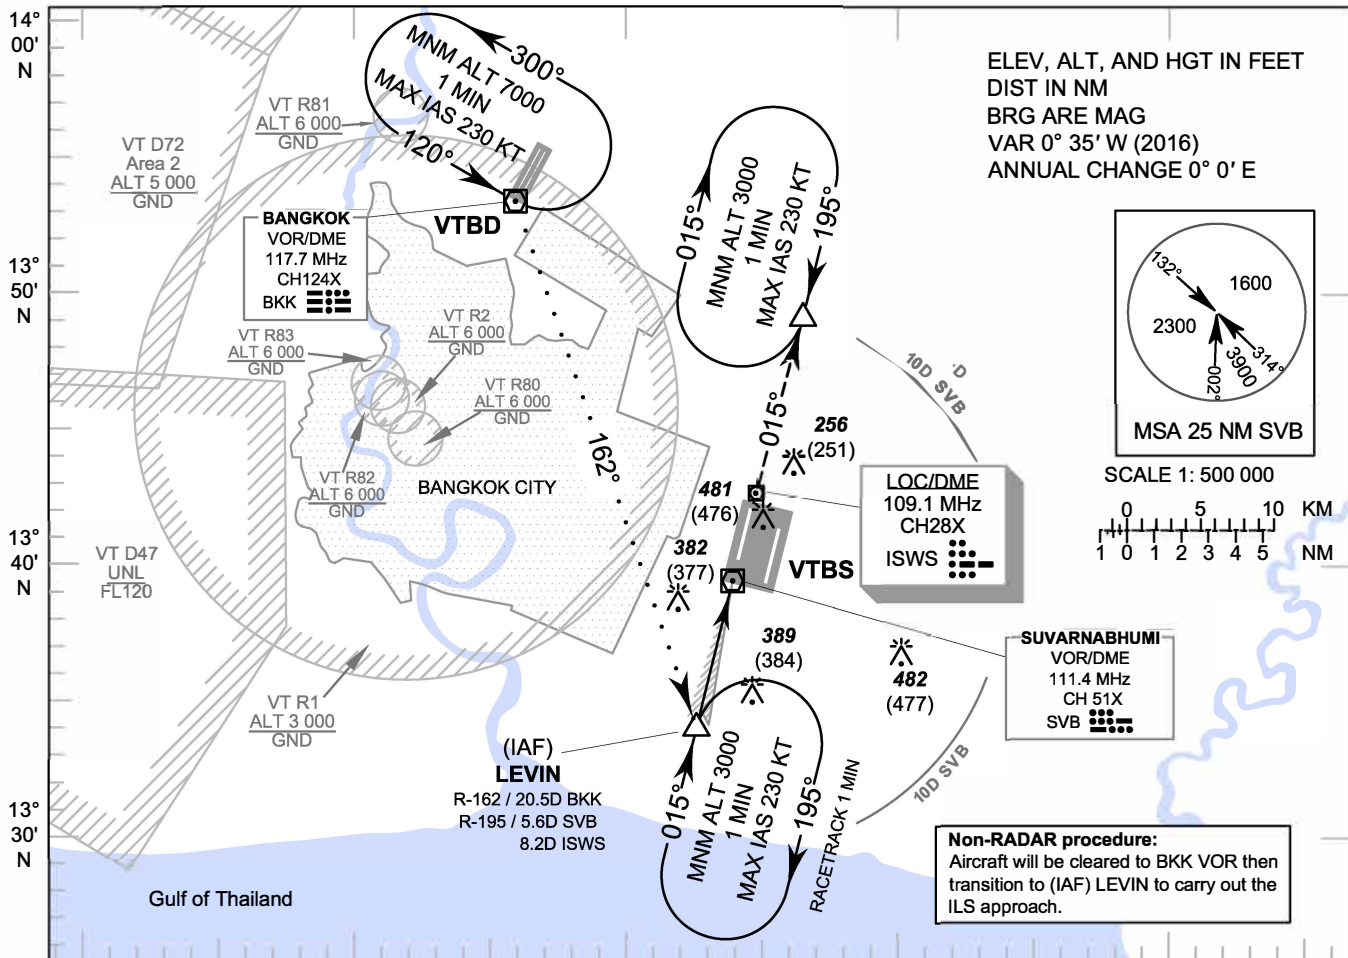 14°
00'
N
13°
50'
N
13°
40'
N
13°
30'
N
MNM ALT 7000
1 MIN
MAX IAS 230 KT
300°
120°
VT R81
ALT 6 000
GND
VT D72
Area 2
ALT 5 000
GND
BANGKOK
VOR/DME
117.7 MHz
CH124X
BKK
VTBD
VT R83
ALT 6 000
GND
VT R2
ALT 6 000
GND
VT R80
ALT 6 000
GND
VT R82
ALT 6 000
GND
BANGKOK CITY
VT D47
UNL
FL120
VT R1
ALT 3 000
GND
162°
015°
MNM ALT 3000
1 MIN
MAX IAS 230 KT
195°
015°
ELEV, ALT, AND HGT IN FEET
DIST IN NM
BRG ARE MAG
VAR 0° 35' W (2016)
ANNUAL CHANGE 0° 0' E
132°
1600
2300
3900
314°
002°
MSA 25 NM SVB
SCALE 1: 500 000
0 5 10 KM
1 0 1 2 3 4 5 NM
D
10D SVB
256
(251)
481
(476)
382
(377)
389
(384)
482
(477)
LOC/DME
109.1 MHz
CH28X
ISWS
VTBS
SUVARNABHUMI
VOR/DME
111.4 MHz
CH 51X
SVB
10D SVB
(IAF)
LEVIN
R-162 / 20.5D BKK
R-195 / 5.6D SVB
8.2D ISWS
015°
MNM ALT 3000
1 MIN
MAX IAS 230 KT
195°
RACETRACK 1 MIN
Gulf of Thailand
Non-RADAR procedure:
Aircraft will be cleared to BKK VOR then
transition to (IAF) LEVIN to carry out the
ILS approach.